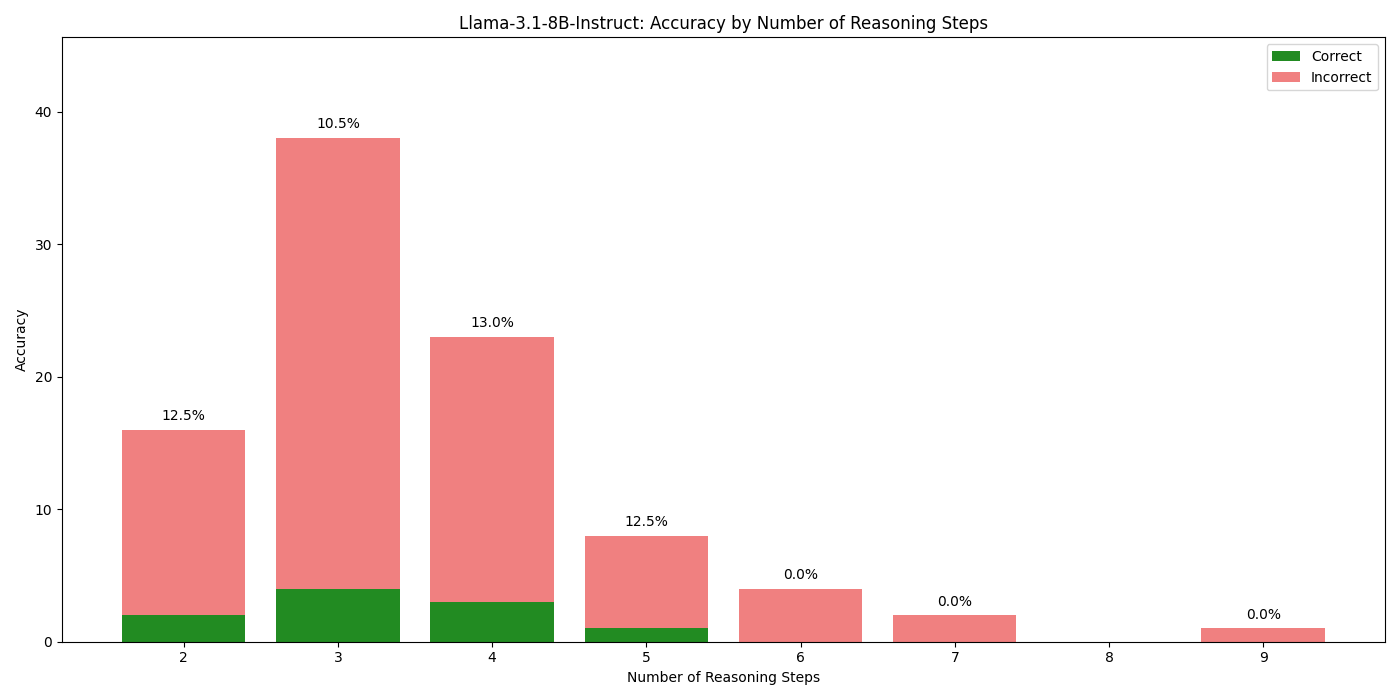 Llama-3.1-8B-Instruct: Accuracy by Number of Reasoning Steps
Correct
Incorrect
Accuracy
40
30
20
10
0
12.5%
10.5%
13.0%
12.5%
0.0%
0.0%
0.0%
2 3 4 5 6 7 8 9
Number of Reasoning Steps